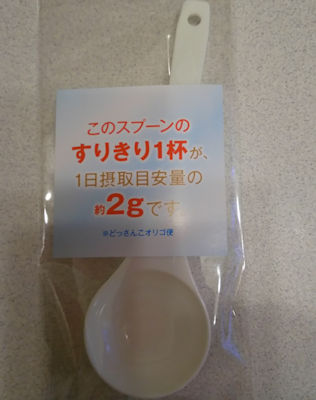 このスプーンの
すりきり1杯が、
1日摂取目安量の
約2gです
※どっさんこオリゴ便